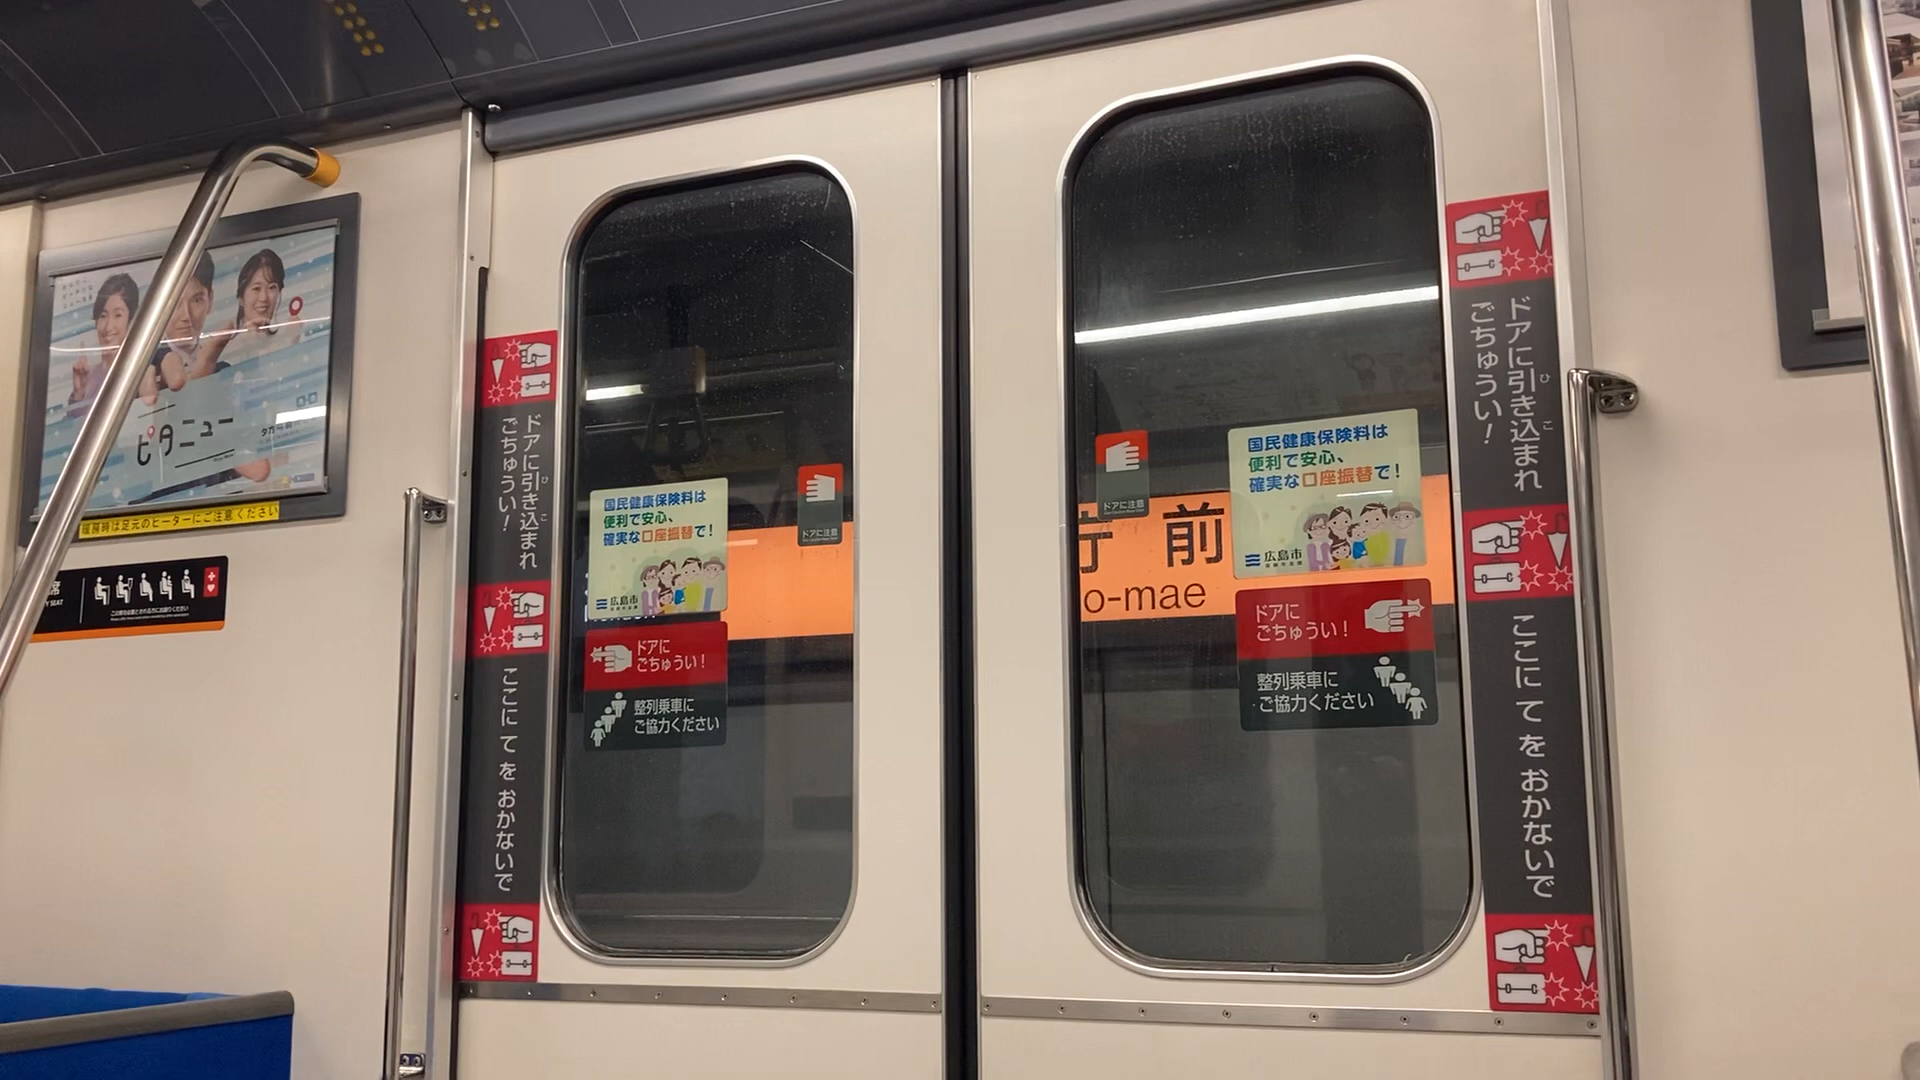 ピタニュー
暖房時は足元のヒーターにご注意ください
席
Y SEAT
ドアに引き込まれ
ごちゅうい！
ここに て を おかないで
国民健康保険料は
便利で安心、
確実な口座振替で！
広島市
ドアに
ごちゅうい！
整列乗車に
ご協力ください
ドアに注意
ドアに注意
庁前
o-mae
国民健康保険料は
便利で安心、
確実な口座振替で！
広島市
ドアに
ごちゅうい！
整列乗車に
ご協力ください
ドアに引き込まれ
ごちゅうい！
ここに て を おかないで